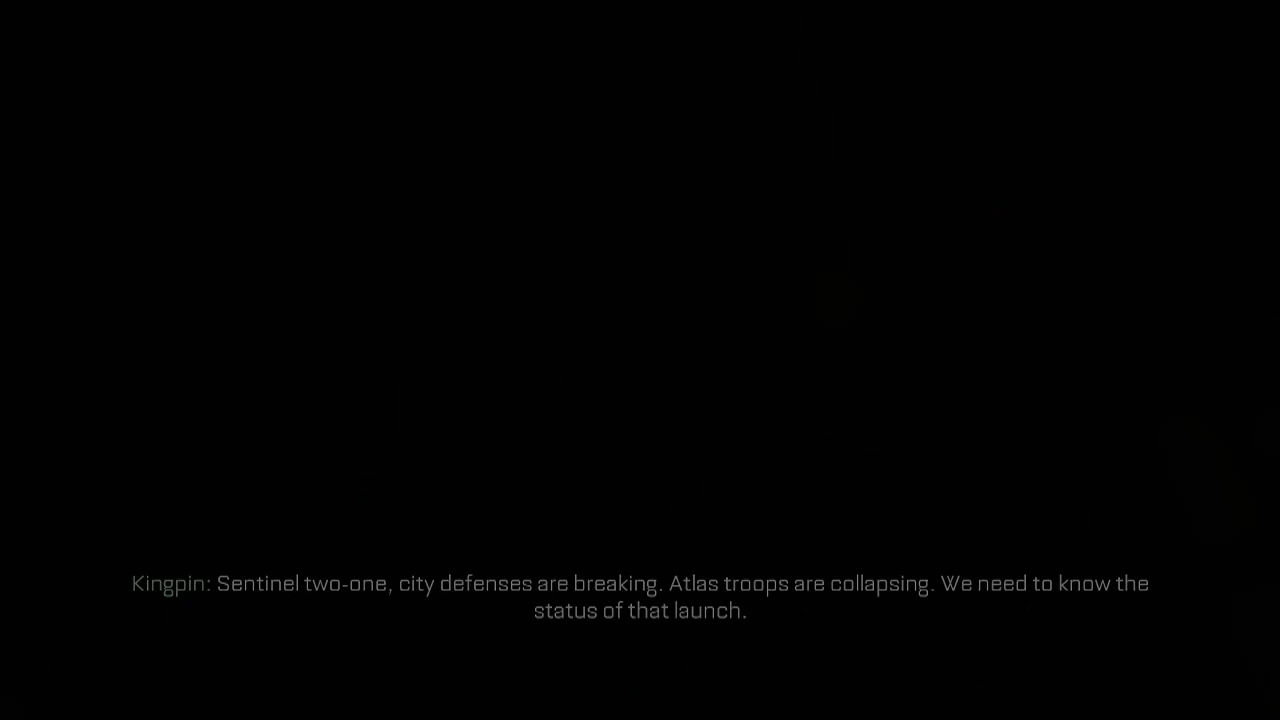 Kingpin: Sentinel two-one, city defenses are breaking. Atlas troops are collapsing. We need to know the
status of that launch.